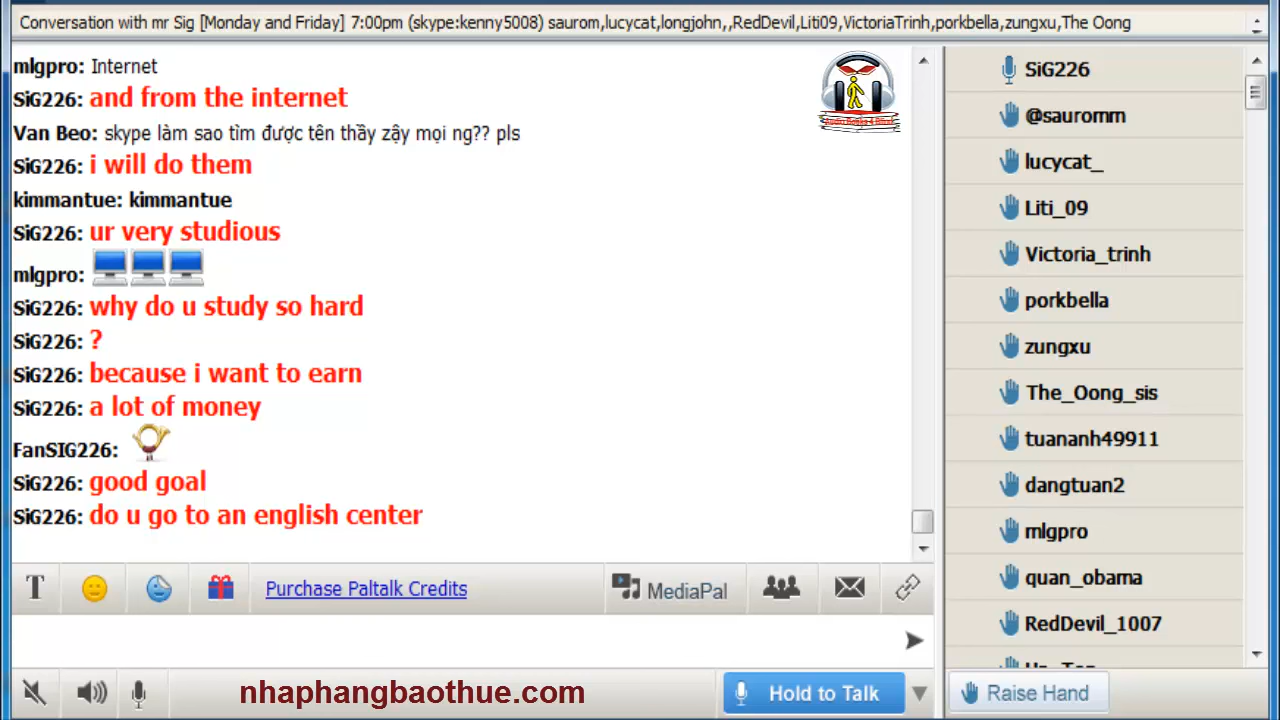 Conversation with mr Sig [Monday and Friday] 7:00pm (skype:kenny5008) saurom,lucycat,longjohn,,RedDevil,Liti09,VictoriaTrinh,porkbella,zungxu,The Oong
mlgpro: Internet
SiG226: and from the internet
Van Beo: skype làm sao tìm được tên thầy zậy mọi ng?? pls
SiG226: i will do them
kimmantue: kimmantue
SiG226: ur very studious
mlgpro:
SiG226: why do u study so hard
SiG226: ?
SiG226: because i want to earn
SiG226: a lot of money
FanSIG226:
SiG226: good goal
SiG226: do u go to an english center
T
Purchase Paltalk Credits
MediaPal
nhaphangbaothue.com
Hold to Talk
SiG226
@sauromm
lucycat_
Liti_09
Victoria_trinh
porkbella
zungxu
The_Oong_sis
tuananh49911
dangtuan2
mlgpro
quan_obama
RedDevil_1007
Raise Hand